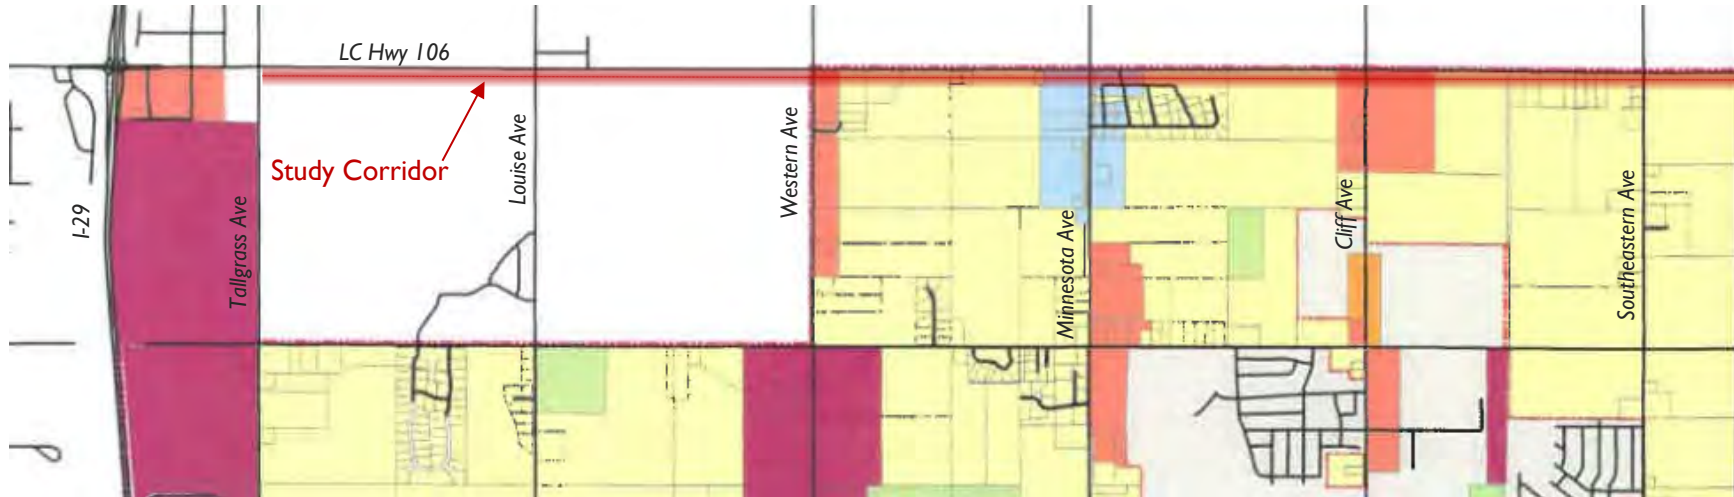 LC Hwy 106
Study Corridor
I-29
Tallgrass Ave
Louise Ave
Western Ave
Minnesota Ave
Cliff Ave
Southeastern Ave